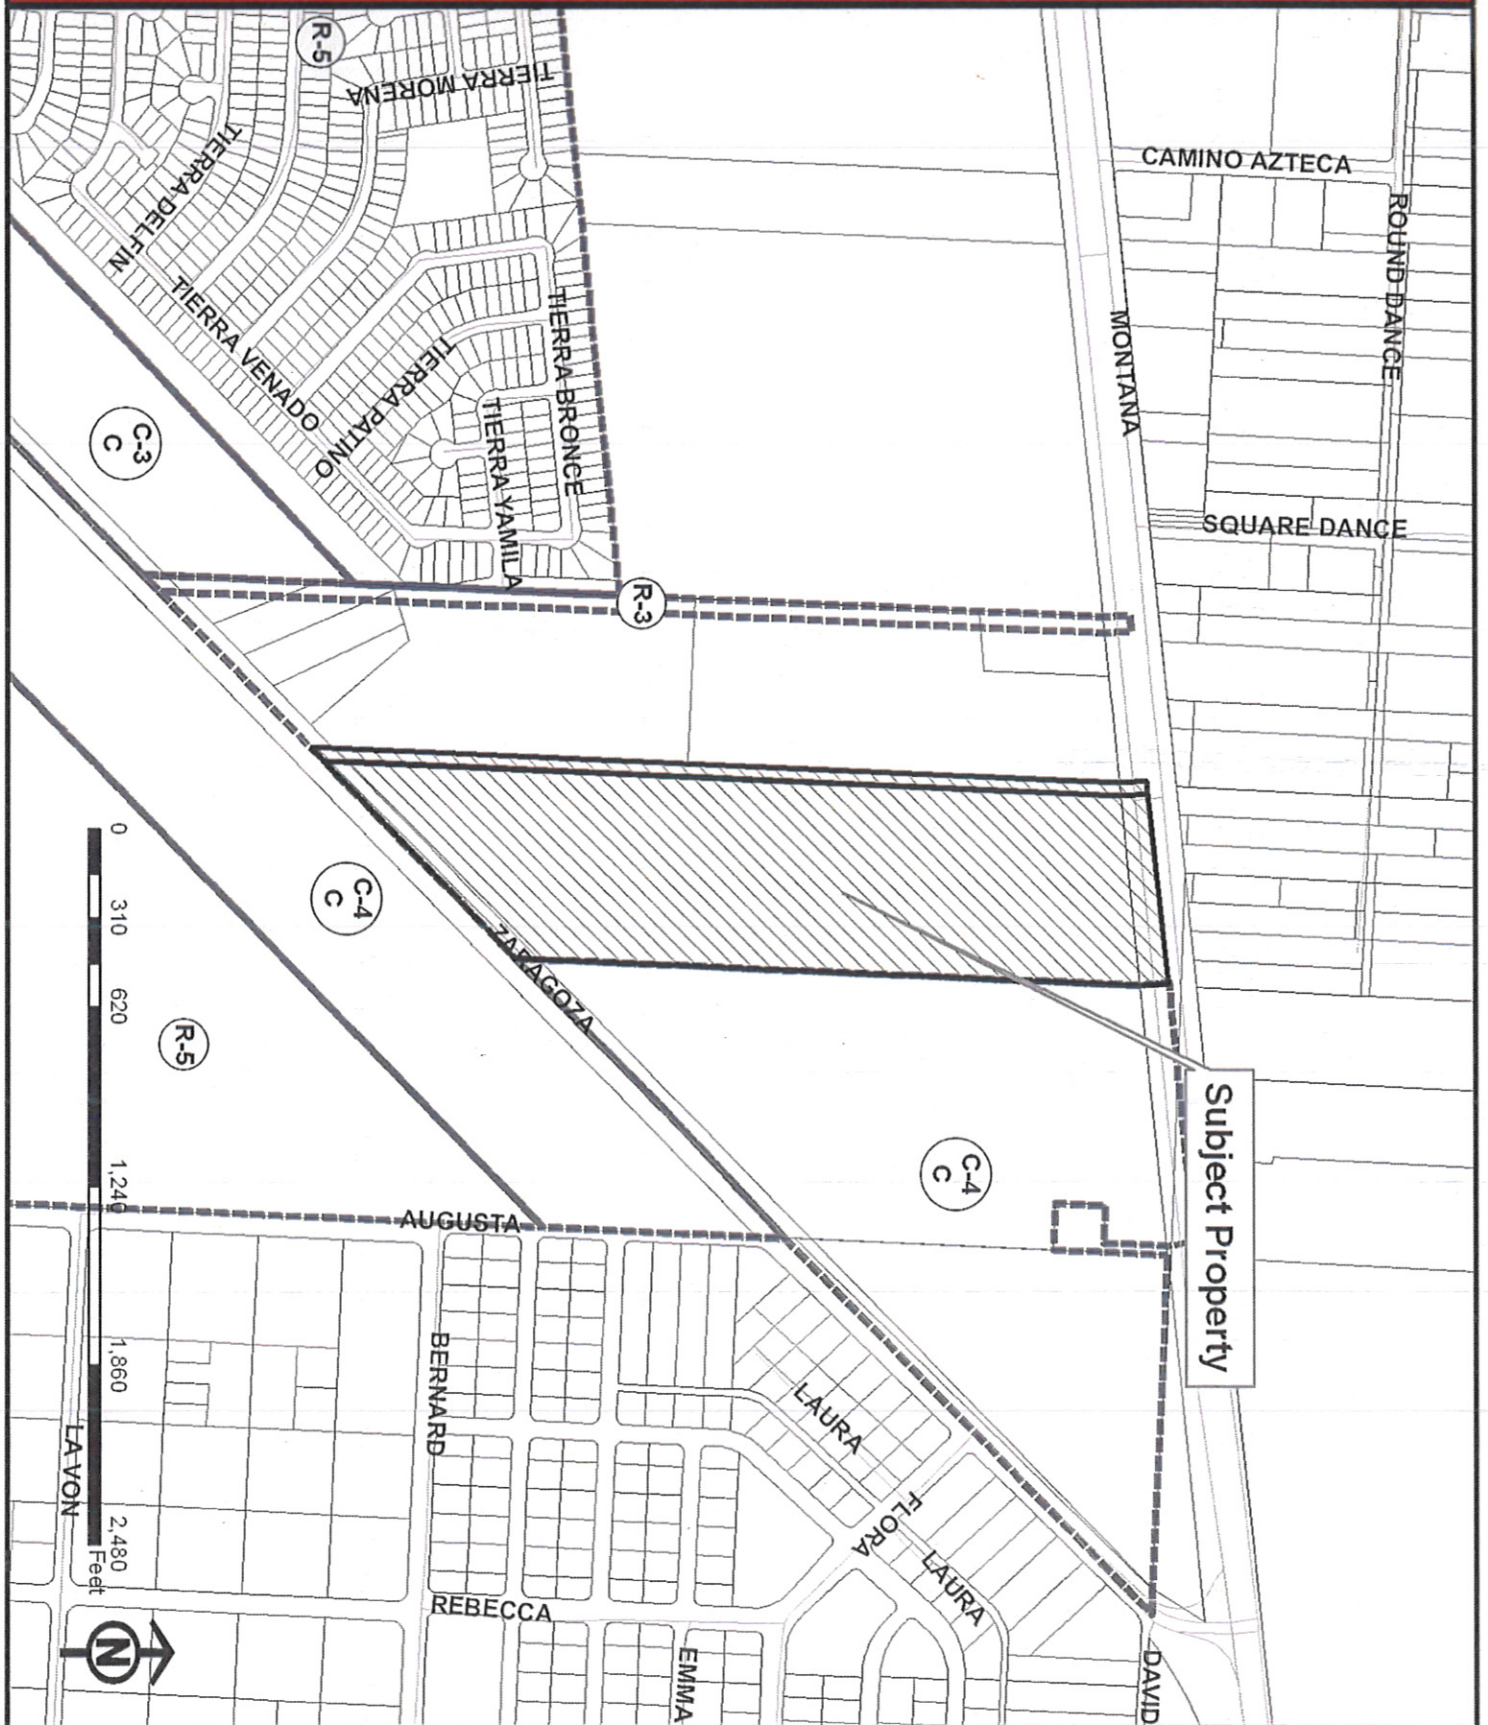 R-5
TIERRA MORENA
TIERRA DELFIN
TIERRA VENADO
TIERRA PATINO
TIERRA BRONCE
TIERRA YAMILA
CAMINO AZTECA
ROUND DANCE
MONTANA
SQUARE DANCE
C-3
C
R-3
C-4
C
ZARAGOZA
R-5
C-4
C
Subject Property
AUGUSTA
BERNARD
LAURA
FLORA
LAURA
LA VON
REBECCA
EMMA
DAVID
0 310 620 1,240 1,860 2,480
Feet
N